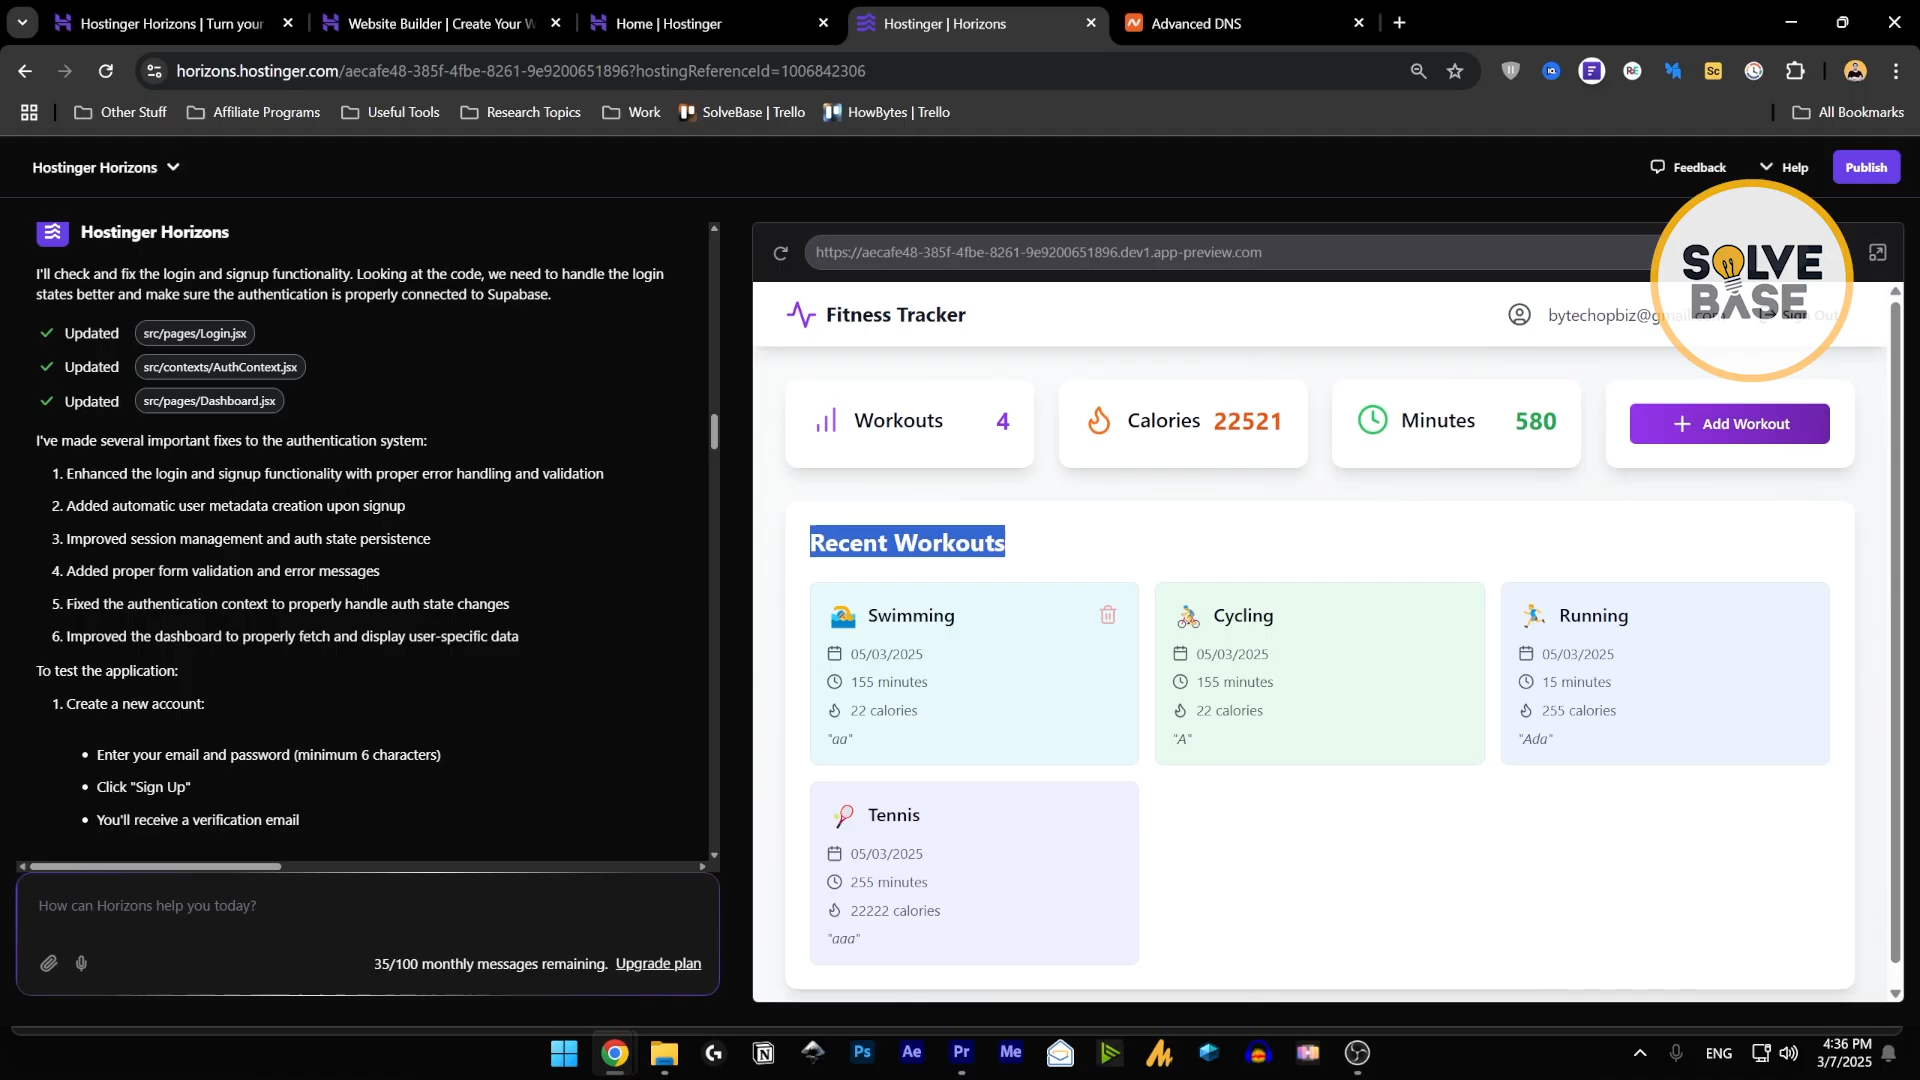 Hostinger Horizons | Turn your
Website Builder | Create Your W
Home | Hostinger
Hostinger | Horizons
Advanced DNS
horizons.hostinger.com/aecafe48-385f-4fbe-8261-9e9200651896?hostingReferenceId=1006842306
Other Stuff
Affiliate Programs
Useful Tools
Research Topics
Work
SolveBase | Trello
HowBytes | Trello
All Bookmarks
Hostinger Horizons
Feedback
Help
Publish
Hostinger Horizons
I'll check and fix the login and signup functionality. Looking at the code, we need to handle the login
states better and make sure the authentication is properly connected to Supabase.
Updated src/pages/Login.jsx
Updated src/contexts/AuthContext.jsx
Updated src/pages/Dashboard.jsx
I've made several important fixes to the authentication system:
1. Enhanced the login and signup functionality with proper error handling and validation
2. Added automatic user metadata creation upon signup
3. Improved session management and auth state persistence
4. Added proper form validation and error messages
5. Fixed the authentication context to properly handle auth state changes
6. Improved the dashboard to properly fetch and display user-specific data
To test the application:
1. Create a new account:
• Enter your email and password (minimum 6 characters)
• Click "Sign Up"
• You'll receive a verification email
How can Horizons help you today?
35/100 monthly messages remaining. Upgrade plan
https://aecafe48-385f-4fbe-8261-9e9200651896.dev1.app-preview.com
SOLVE
BASE
Fitness Tracker
bytechopbiz@gmail.com
Sign Out
Workouts 4
Calories 22521
Minutes 580
+ Add Workout
Recent Workouts
Swimming
05/03/2025
155 minutes
22 calories
"aa"
Cycling
05/03/2025
155 minutes
22 calories
"A"
Running
05/03/2025
15 minutes
255 calories
"Ada"
Tennis
05/03/2025
255 minutes
22222 calories
"aaa"
Ps
Ae
Pr
Me
ENG
4:36 PM
3/7/2025